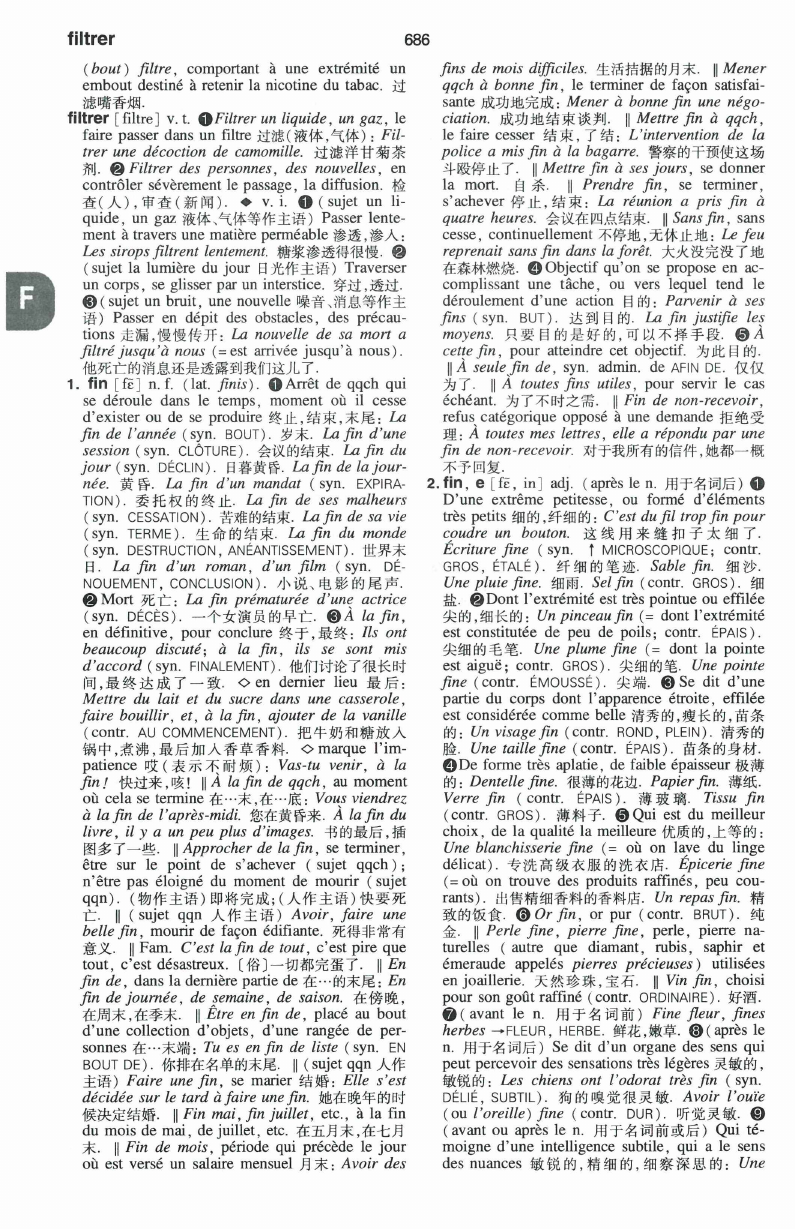 filtrer
686
(bout) filtre, comportant à une extrémité un
embout destiné à retenir la nicotine du tabac. 过
滤嘴香烟.
filtrer [filtre] v. t. ❶Filtrer un liquide, un gaz, le
faire passer dans un filtre 过滤(液体,气体): Fil-
trer une décoction de camomille. 过滤洋甘菊茶
剂. ❷ Filtrer des personnes, des nouvelles, en
contrôler sévèrement le passage, la diffusion. 检
查(人),审查(新闻). ◆ v. i. ❶ (sujet un li-
quide, un gaz 液体、气体等作主语) Passer lente-
ment à travers une matière perméable 渗透,渗入:
Les sirops filtrent lentement. 糖浆渗透得很慢. ❷
(sujet la lumière du jour 日光作主语) Traverser
un corps, se glisser par un interstice. 穿过,透过.
❸(sujet un bruit, une nouvelle 噪音、消息等作主
语) Passer en dépit des obstacles, des précau-
tions 走漏,慢慢传开: La nouvelle de sa mort a
filtré jusqu'à nous (= est arrivée jusqu'à nous).
他死亡的消息还是透露到我们这儿了.
1. fin [fɛ̃] n. f. (lat. finis). ❶Arrêt de qqch qui
se déroule dans le temps, moment où il cesse
d'exister ou de se produire 终止,结束,末尾: La
fin de l'année (syn. BOUT). 岁末. La fin d'une
session (syn. CLÔTURE). 会议的结束. La fin du
jour (syn. DÉCLIN). 日暮黄昏. La fin de la jour-
née. 黄昏. La fin d'un mandat (syn. EXPIRA-
TION). 委托权的终止. La fin de ses malheurs
(syn. CESSATION). 苦难的结束. La fin de sa vie
(syn. TERME). 生命的结束. La fin du monde
(syn. DESTRUCTION, ANÉANTISSEMENT). 世界末
日. La fin d'un roman, d'un film (syn. DÉ-
NOUEMENT, CONCLUSION). 小说、电影的尾声.
❷Mort 死亡: La fin prématurée d'une actrice
(syn. DÉCÈS). 一个女演员的早亡. ❸À la fin,
en définitive, pour conclure 终于,最终: Ils ont
beaucoup discuté; à la fin, ils se sont mis
d'accord (syn. FINALEMENT). 他们讨论了很长时
间,最终达成了一致. ◇ en dernier lieu 最后:
Mettre du lait et du sucre dans une casserole,
faire bouillir, et, à la fin, ajouter de la vanille
(contr. AU COMMENCEMENT). 把牛奶和糖放入
锅中,煮沸,最后加入香草香料. ◇ marque l'im-
patience 哎(表示不耐烦): Vas-tu venir, à la
fin! 快过来,咳! ‖ À la fin de qqch, au moment
où cela se termine 在…末,在…底: Vous viendrez
à la fin de l'après-midi. 您在黄昏来. À la fin du
livre, il y a un peu plus d'images. 书的最后,插
图多了一些. ‖ Approcher de la fin, se terminer,
être sur le point de s'achever (sujet qqch);
n'être pas éloigné du moment de mourir (sujet
qqn). (物作主语)即将完成;(人作主语)快要死
亡. ‖ (sujet qqn 人作主语) Avoir, faire une
belle fin, mourir de façon édifiante. 死得非常有
意义. ‖ Fam. C'est la fin de tout, c'est pire que
tout, c'est désastreux. [俗]一切都完蛋了. ‖ En
fin de, dans la dernière partie de 在…的末尾: En
fin de journée, de semaine, de saison. 在傍晚,
在周末,在季末. ‖ Être en fin de, placé au bout
d'une collection d'objets, d'une rangée de per-
sonnes 在…末端: Tu es en fin de liste (syn. EN
BOUT DE). 你排在名单的末尾. ‖ (sujet qqn 人作
主语) Faire une fin, se marier 结婚: Elle s'est
décidée sur le tard à faire une fin. 她在晚年的时
候决定结婚. ‖ Fin mai, fin juillet, etc., à la fin
du mois de mai, de juillet, etc. 在五月末,在七月
末. ‖ Fin de mois, période qui précède le jour
où est versé un salaire mensuel 月末: Avoir des
F
fins de mois difficiles. 生活拮据的月末. ‖ Mener
qqch à bonne fin, le terminer de façon satisfai-
sante 成功地完成: Mener à bonne fin une négo-
ciation. 成功地结束谈判. ‖ Mettre fin à qqch,
le faire cesser 结束,了结: L'intervention de la
police a mis fin à la bagarre. 警察的干预使这场
斗殴停止了. ‖ Mettre fin à ses jours, se donner
la mort. 自杀. ‖ Prendre fin, se terminer,
s'achever 停止,结束: La réunion a pris fin à
quatre heures. 会议在四点结束. ‖ Sans fin, sans
cesse, continuellement 不停地,无休止地: Le feu
reprenait sans fin dans la forêt. 大火没完没了地
在森林燃烧. ❹Objectif qu'on se propose en ac-
complissant une tâche, ou vers lequel tend le
déroulement d'une action 目的: Parvenir à ses
fins (syn. BUT). 达到目的. La fin justifie les
moyens. 只要目的是好的,可以不择手段. ❺ À
cette fin, pour atteindre cet objectif. 为此目的.
‖ À seule fin de, syn. admin. de AFIN DE. 仅仅
为了. ‖ À toutes fins utiles, pour servir le cas
échéant. 为了不时之需. ‖ Fin de non-recevoir,
refus catégorique opposé à une demande 拒绝受
理: À toutes mes lettres, elle a répondu par une
fin de non-recevoir. 对于我所有的信件,她都一概
不予回复.
2. fin, e [fɛ̃, in] adj. (après le n. 用于名词后) ❶
D'une extrême petitesse, ou formé d'éléments
très petits 细的,纤细的: C'est du fil trop fin pour
coudre un bouton. 这线用来缝扣子太细了.
Écriture fine (syn. ↑ MICROSCOPIQUE; contr.
GROS, ÉTALÉ). 纤细的笔迹. Sable fin. 细沙.
Une pluie fine. 细雨. Sel fin (contr. GROS). 细
盐. ❷Dont l'extrémité est très pointue ou effilée
尖的,细长的: Un pinceau fin (= dont l'extrémité
est constituée de peu de poils; contr. ÉPAIS).
尖细的毛笔. Une plume fine (= dont la pointe
est aiguë; contr. GROS). 尖细的笔. Une pointe
fine (contr. ÉMOUSSÉ). 尖端. ❸ Se dit d'une
partie du corps dont l'apparence étroite, effilée
est considérée comme belle 清秀的,瘦长的,苗条
的: Un visage fin (contr. ROND, PLEIN). 清秀的
脸. Une taille fine (contr. ÉPAIS). 苗条的身材.
❹De forme très aplatie, de faible épaisseur 极薄
的: Dentelle fine. 很薄的花边. Papier fin. 薄纸.
Verre fin (contr. ÉPAIS). 薄玻璃. Tissu fin
(contr. GROS). 薄料子. ❺ Qui est du meilleur
choix, de la qualité la meilleure 优质的,上等的:
Une blanchisserie fine (= où on lave du linge
délicat). 专洗高级衣服的洗衣店. Épicerie fine
(= où on trouve des produits raffinés, peu cou-
rants). 出售精细香料的香料店. Un repas fin. 精
致的饭食. ❻ Or fin, or pur (contr. BRUT). 纯
金. ‖ Perle fine, pierre fine, perle, pierre na-
turelles (autre que diamant, rubis, saphir et
émeraude appelés pierres précieuses) utilisées
en joaillerie. 天然珍珠,宝石. ‖ Vin fin, choisi
pour son goût raffiné (contr. ORDINAIRE). 好酒.
❼(avant le n. 用于名词前) Fine fleur, fines
herbes →FLEUR, HERBE. 鲜花,嫩草. ❽(après le
n. 用于名词后) Se dit d'un organe des sens qui
peut percevoir des sensations très légères 灵敏的,
敏锐的: Les chiens ont l'odorat très fin (syn.
DÉLIÉ, SUBTIL). 狗的嗅觉很灵敏. Avoir l'ouïe
(ou l'oreille) fine (contr. DUR). 听觉灵敏. ❾
(avant ou après le n. 用于名词前或后) Qui té-
moigne d'une intelligence subtile, qui a le sens
des nuances 敏锐的,精细的,细察深思的: Une